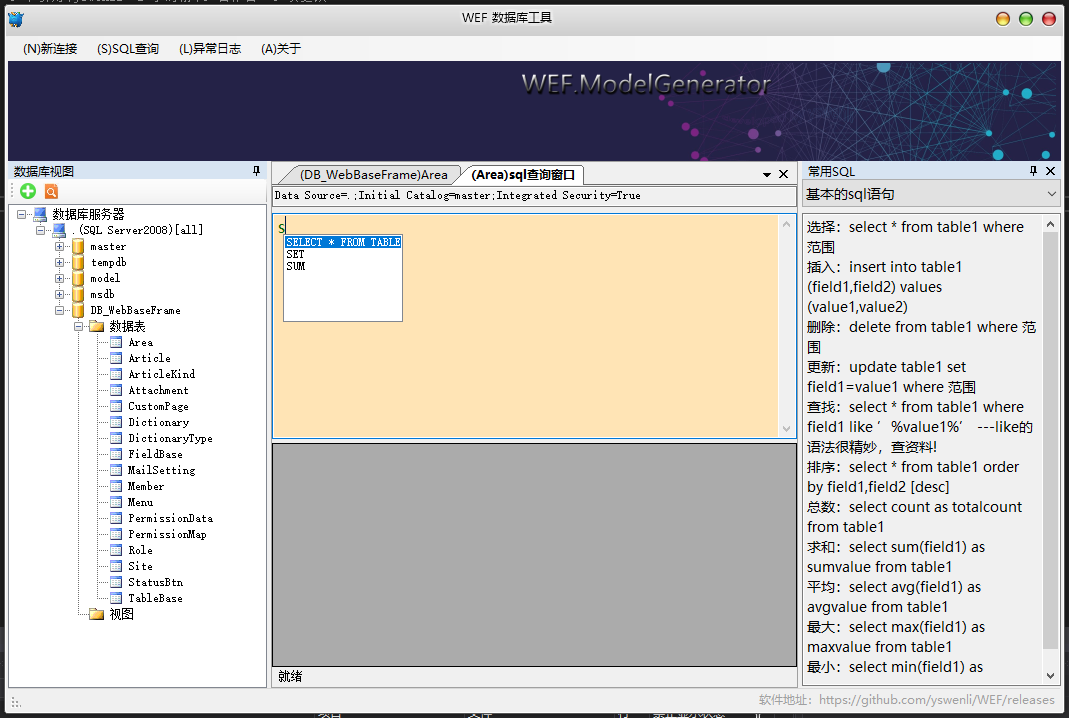 WEF 数据库工具
(N)新连接 (S)SQL查询 (L)异常日志 (A)关于
WEF.ModelGenerator
数据库视图
数据库服务器
.(SQL Server2008)[all]
master
tempdb
model
msdb
DB_WebBaseFrame
数据表
Area
Article
ArticleKind
Attachment
CustomPage
Dictionary
DictionaryType
FieldBase
MailSetting
Member
Menu
PermissionData
PermissionMap
Role
Site
StatusBtn
TableBase
视图
(DB_WebBaseFrame)Area (Area)sql查询窗口
Data Source=.;Initial Catalog=master;Integrated Security=True
S
SELECT * FROM TABLE
SET
SUM
就绪
常用SQL
基本的sql语句
选择：select * from table1 where
范围
插入：insert into table1
(field1,field2) values
(value1,value2)
删除：delete from table1 where 范
围
更新：update table1 set
field1=value1 where 范围
查找：select * from table1 where
field1 like ’%value1%’ ---like的
语法很精妙，查资料!
排序：select * from table1 order
by field1,field2 [desc]
总数：select count as totalcount
from table1
求和：select sum(field1) as
sumvalue from table1
平均：select avg(field1) as
avgvalue from table1
最大：select max(field1) as
maxvalue from table1
最小：select min(field1) as
软件地址：https://github.com/yswenli/WEF/releases